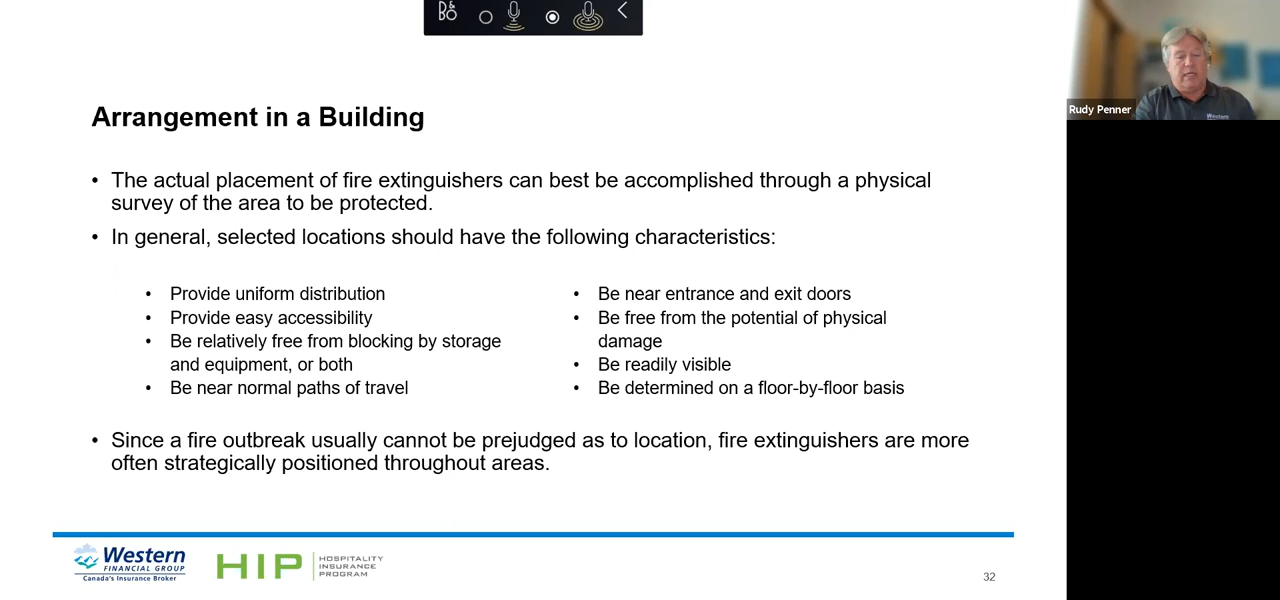 D&
BO
Arrangement in a Building
• The actual placement of fire extinguishers can best be accomplished through a physical
survey of the area to be protected.
• In general, selected locations should have the following characteristics:
• Provide uniform distribution
• Provide easy accessibility
• Be relatively free from blocking by storage
and equipment, or both
• Be near normal paths of travel
• Be near entrance and exit doors
• Be free from the potential of physical
damage
• Be readily visible
• Be determined on a floor-by-floor basis
• Since a fire outbreak usually cannot be prejudged as to location, fire extinguishers are more
often strategically positioned throughout areas.
Western
FINANCIAL GROUP
Canada's Insurance Broker
HIP
HOSPITALITY
INSURANCE
PROGRAM
32
Rudy Penner
Western